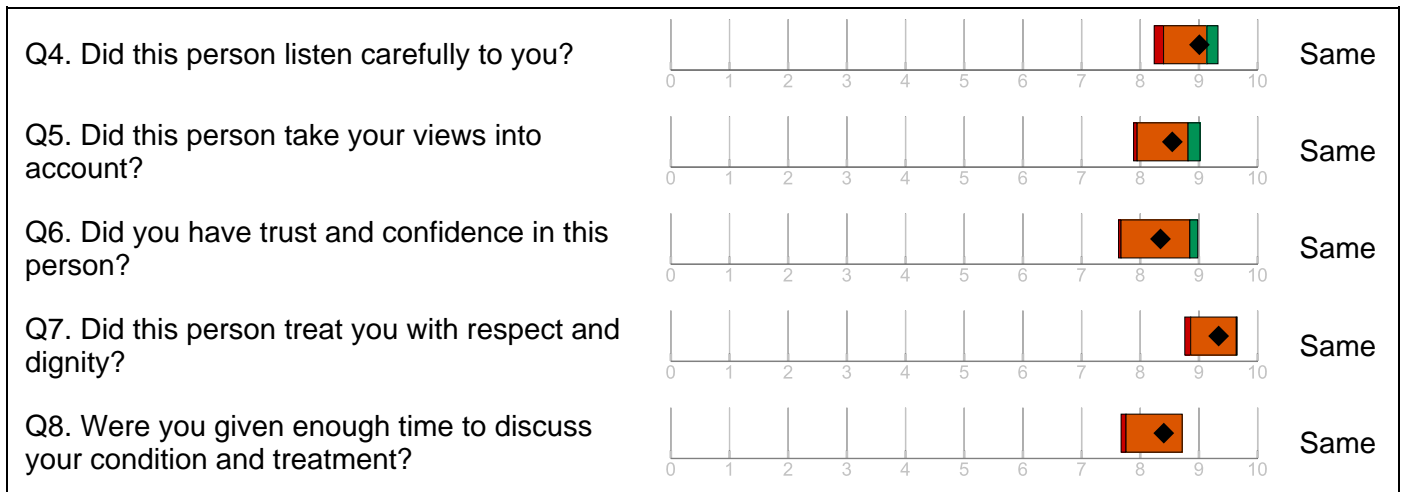 Q4. Did this person listen carefully to you?
Same
0 1 2 3 4 5 6 7 8 9 10
Q5. Did this person take your views into
account?
Same
0 1 2 3 4 5 6 7 8 9 10
Q6. Did you have trust and confidence in this
person?
Same
0 1 2 3 4 5 6 7 8 9 10
Q7. Did this person treat you with respect and
dignity?
Same
0 1 2 3 4 5 6 7 8 9 10
Q8. Were you given enough time to discuss
your condition and treatment?
Same
0 1 2 3 4 5 6 7 8 9 10